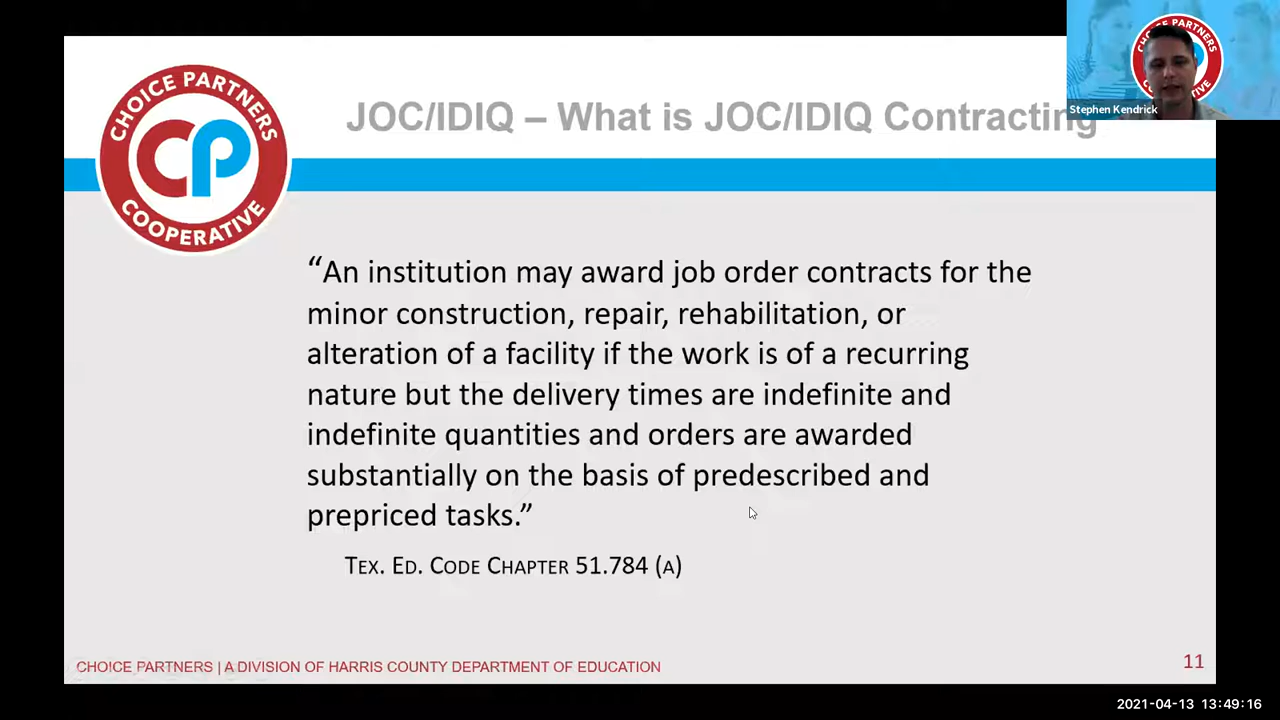 CHOICE PARTNERS
CP
COOPERATIVE
JOC/IDIQ – What is JOC/IDIQ Contracting
CHOICE PARTNERS
Stephen Kendrick
“An institution may award job order contracts for the
minor construction, repair, rehabilitation, or
alteration of a facility if the work is of a recurring
nature but the delivery times are indefinite and
indefinite quantities and orders are awarded
substantially on the basis of predescribed and
prepriced tasks.”
TEX. ED. CODE CHAPTER 51.784 (A)
CHO!CE PARTNERS | A DIVISION OF HARRIS COUNTY DEPARTMENT OF EDUCATION
11
2021-04-13 13:49:16